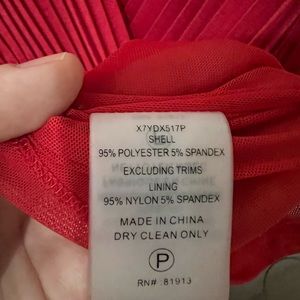 X7YDX517P
SHELL
95% POLYESTER 5% SPANDEX
EXCLUDING TRIMS
LINING
95% NYLON 5% SPANDEX
MADE IN CHINA
DRY CLEAN ONLY
P
RN#: 81913